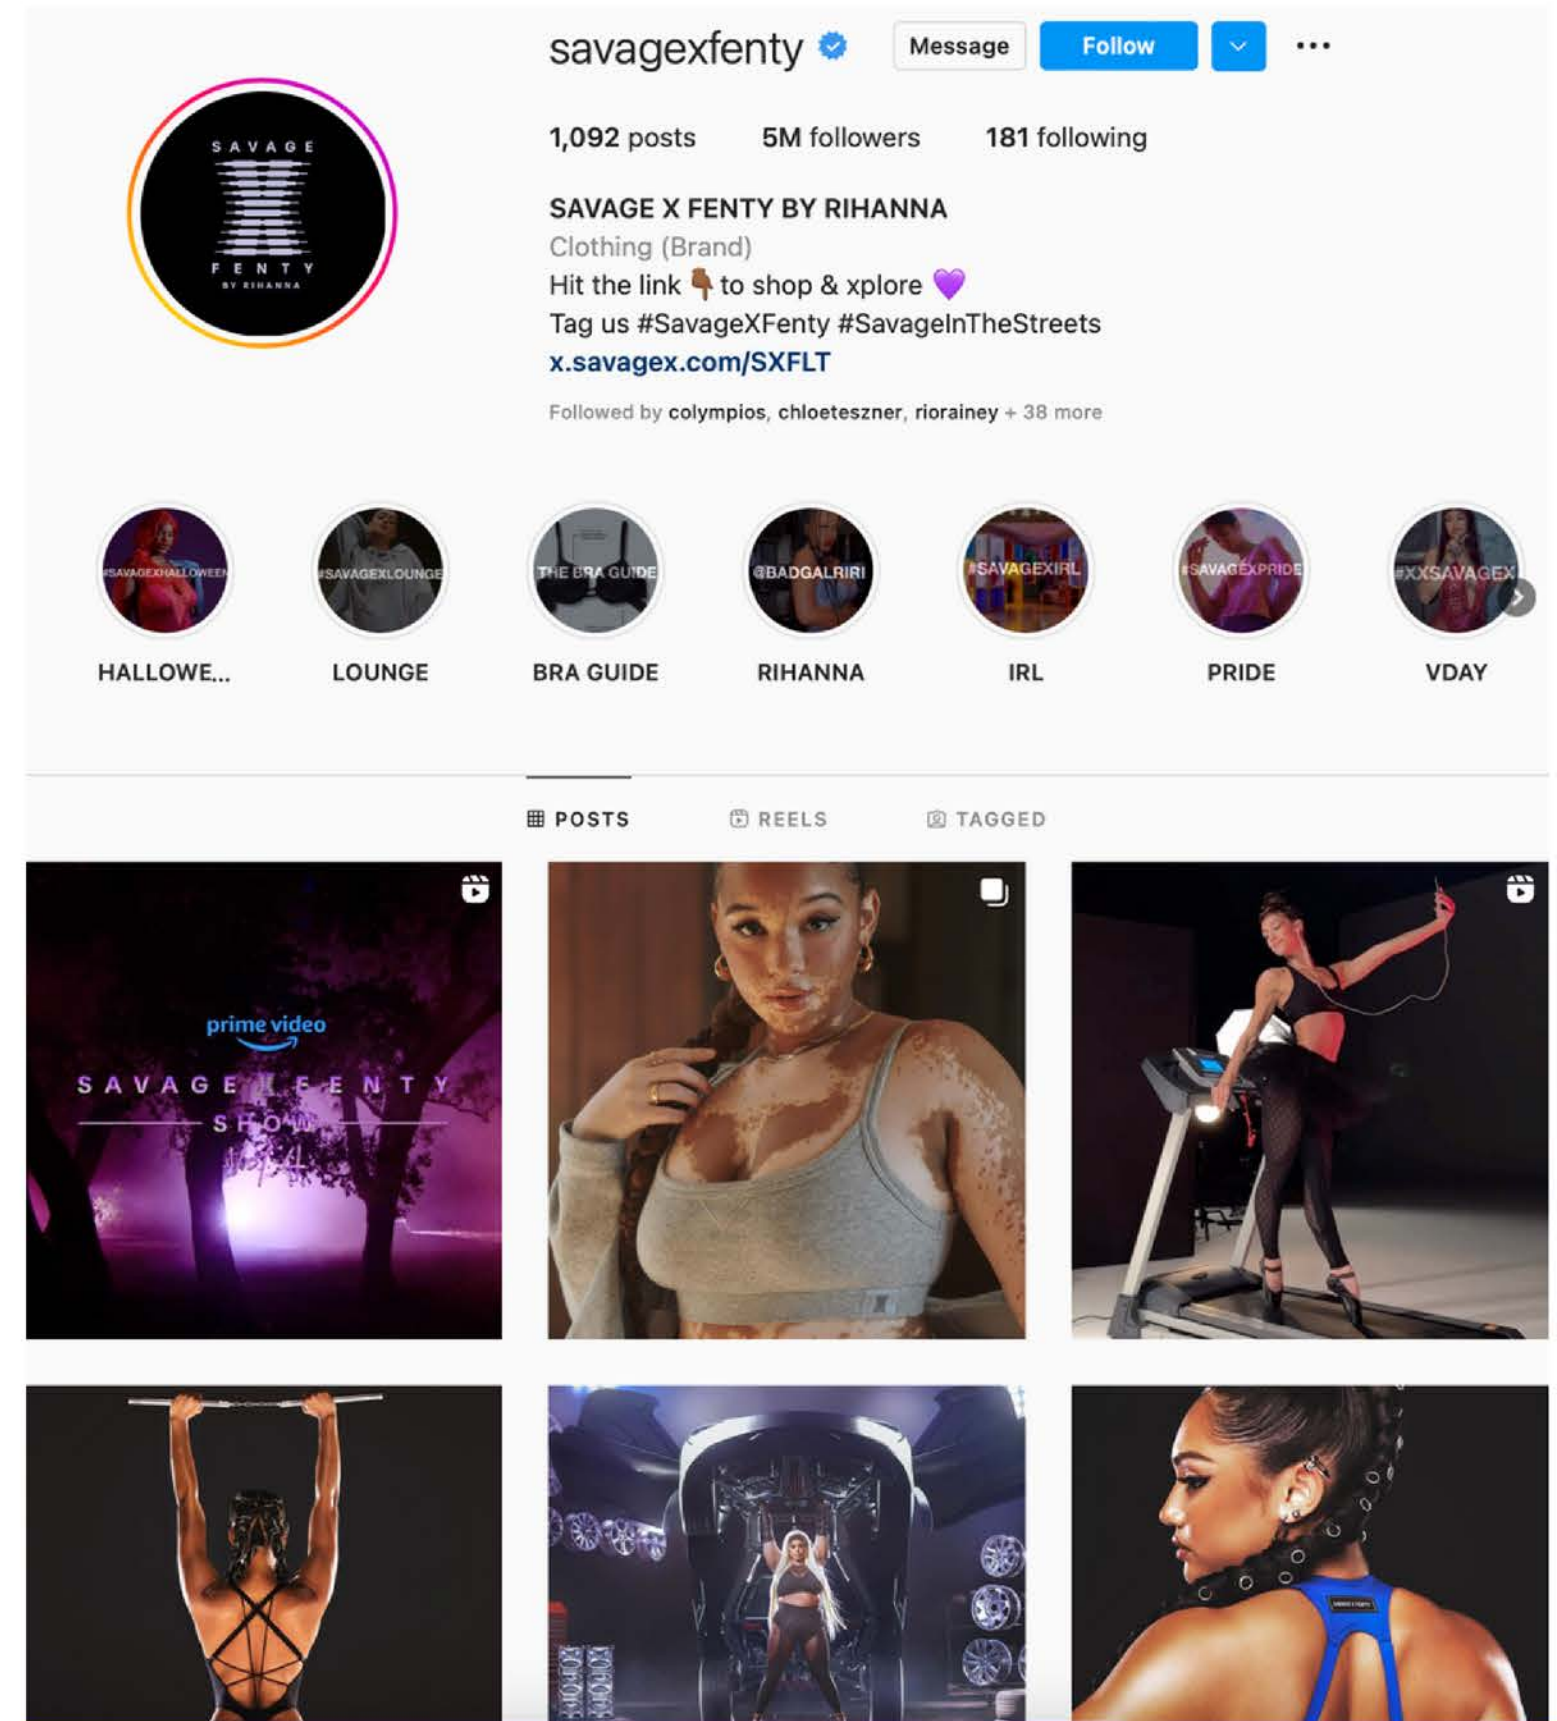 savagexfenty
Message
Follow
1,092 posts
5M followers
181 following
SAVAGE
FENTY
BY RIHANNA
SAVAGE X FENTY BY RIHANNA
Clothing (Brand)
Hit the link 👇🏾 to shop & xplore 💜
Tag us #SavageXFenty #SavageInTheStreets
x.savagex.com/SXFLT
Followed by colympios, chloeteszner, riorainey + 38 more
#SAVAGEXHALLOWEEN
#SAVAGEXLOUNGE
THE BRA GUIDE
@BADGALRIRI
#SAVAGEXIRL
#SAVAGEXPRIDE
#XXSAVAGEX
HALLOWE...
LOUNGE
BRA GUIDE
RIHANNA
IRL
PRIDE
VDAY
POSTS
REELS
TAGGED
prime video
SAVAGE X FENTY
SHOW